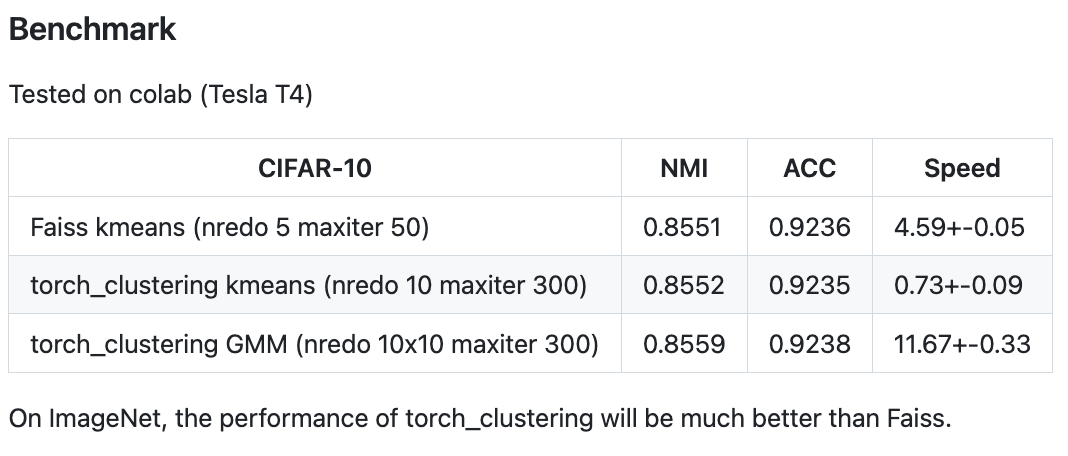 Benchmark
Tested on colab (Tesla T4)
CIFAR-10 NMI ACC Speed
Faiss kmeans (nredo 5 maxiter 50) 0.8551 0.9236 4.59+-0.05
torch_clustering kmeans (nredo 10 maxiter 300) 0.8552 0.9235 0.73+-0.09
torch_clustering GMM (nredo 10x10 maxiter 300) 0.8559 0.9238 11.67+-0.33
On ImageNet, the performance of torch_clustering will be much better than Faiss.